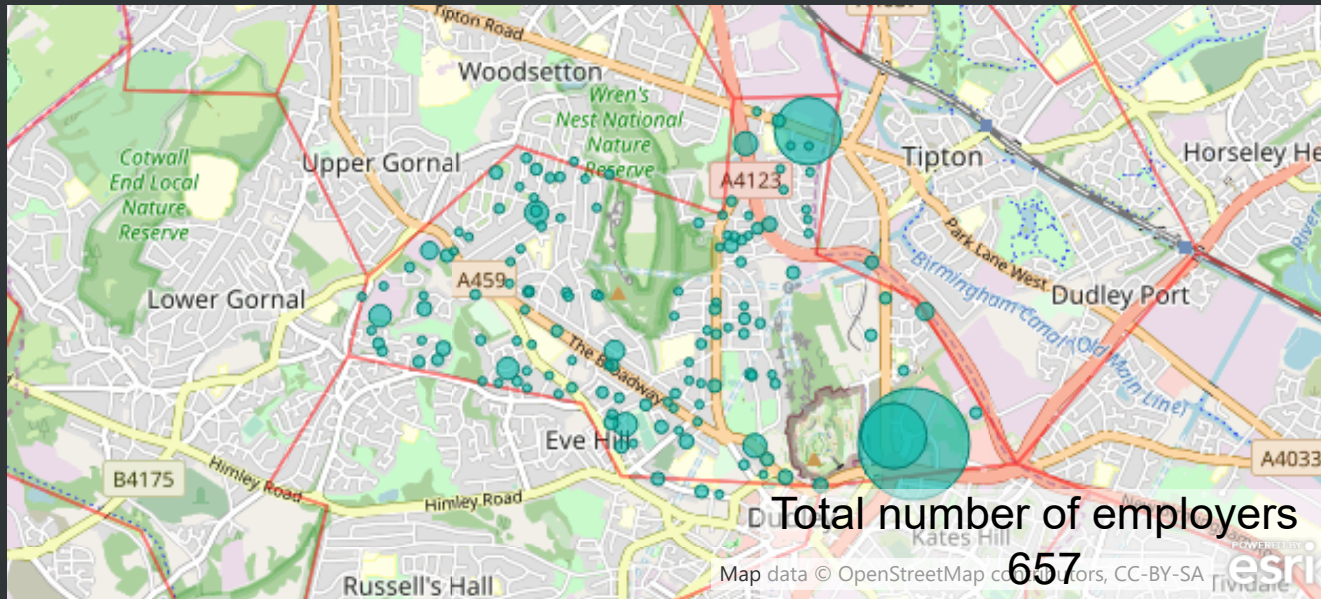 Tipton Road
Woodsetton
Wren's
Nest National
Nature
Reserve
Cotwall
End Local
Nature
Reserve
Upper Gornal
Tipton
Horseley He
A4123
Park Lane West
A459
Lower Gornal
Birmingham Canal (Old Main Line)
Dudley Port
The Broadway
Eve Hill
B4175
Himley Road
Himley Road
A4033
Total number of employers
Kates Hill
657
Map data © OpenStreetMap contributors, CC-BY-SA
POWERED BY
esri
Tividale
Russell's Hall